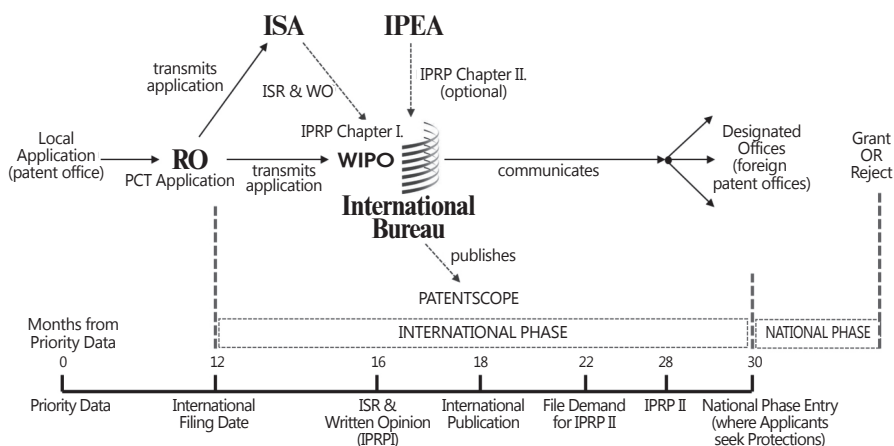 ISA
IPEA
transmits
application
ISR & WO
IPRP Chapter II.
(optional)
IPRP Chapter I.
Local
Application
(patent office)
RO
PCT Application
transmits
application
WIPO
International
Bureau
communicates
Designated
Offices
(foreign
patent offices)
Grant
OR
Reject
publishes
PATENTSCOPE
Months from
Priority Data
INTERNATIONAL PHASE
NATIONAL PHASE
0
12
16
18
22
28
30
Priority Data
International
Filing Date
ISR &
Written Opinion
(IPRPI)
International
Publication
File Demand
for IPRP II
IPRP II
National Phase Entry
(where Applicants
seek Protections)